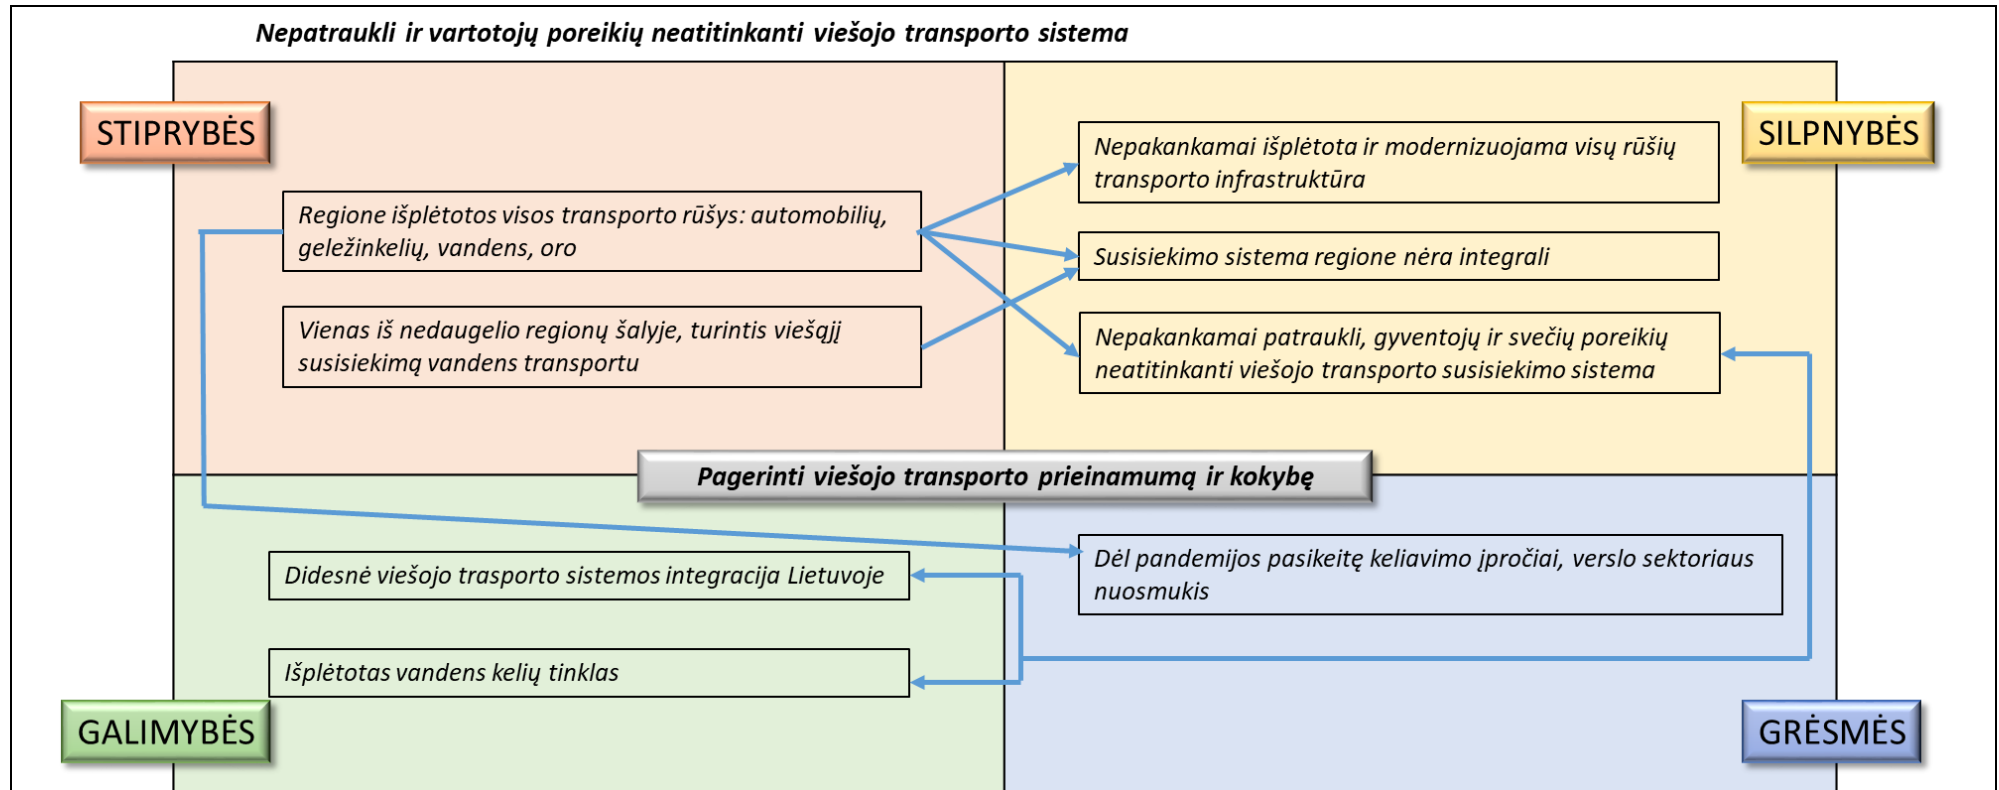 Nepatraukli ir vartotojų poreikių neatitinkanti viešojo transporto sistema
STIPRYBĖS
Regione išplėtotos visos transporto rūšys: automobilių,
geležinkelių, vandens, oro
Vienas iš nedaugelio regionų šalyje, turintis viešąjį
susisiekimą vandens transportu
SILPNYBĖS
Nepakankamai išplėtota ir modernizuojama visų rūšių
transporto infrastruktūra
Susisiekimo sistema regione nėra integrali
Nepakankamai patraukli, gyventojų ir svečių poreikių
neatitinkanti viešojo transporto susisiekimo sistema
Pagerinti viešojo transporto prieinamumą ir kokybę
Didesnė viešojo trasporto sistemos integracija Lietuvoje
Išplėtotas vandens kelių tinklas
GALIMYBĖS
Dėl pandemijos pasikeitę keliavimo įpročiai, verslo sektoriaus
nuosmukis
GRĖSMĖS